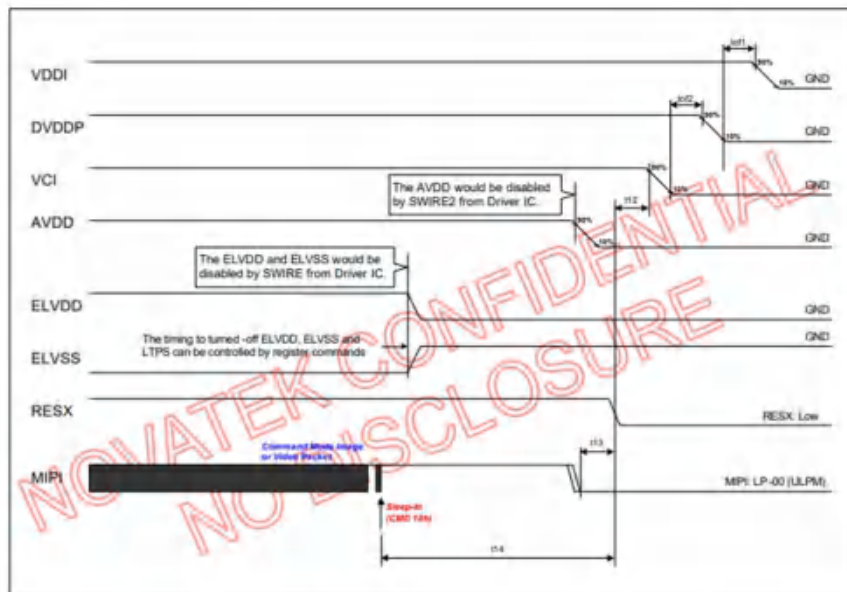 tof1
VDDI
90%
10%
GND
tof2
DVDDP
90%
10%
GND
VCI
90%
10%
GND
The AVDD would be disabled
by SWIRE2 from Driver IC.
t12
AVDD
90%
10%
GND
The ELVDD and ELVSS would be
disabled by SWIRE from Driver IC.
ELVDD
GND
The timing to turned -off ELVDD, ELVSS and
LTPS can be controlled by register commands
GND
ELVSS
RESX
RESX: Low
Command Mode Image
or Video Packet
t13
MIPI
MIPI: LP-00 (ULPM)
Sleep-In
(CMD 10h)
t14
NOVATEK CONFIDENTIAL
NO DISCLOSURE